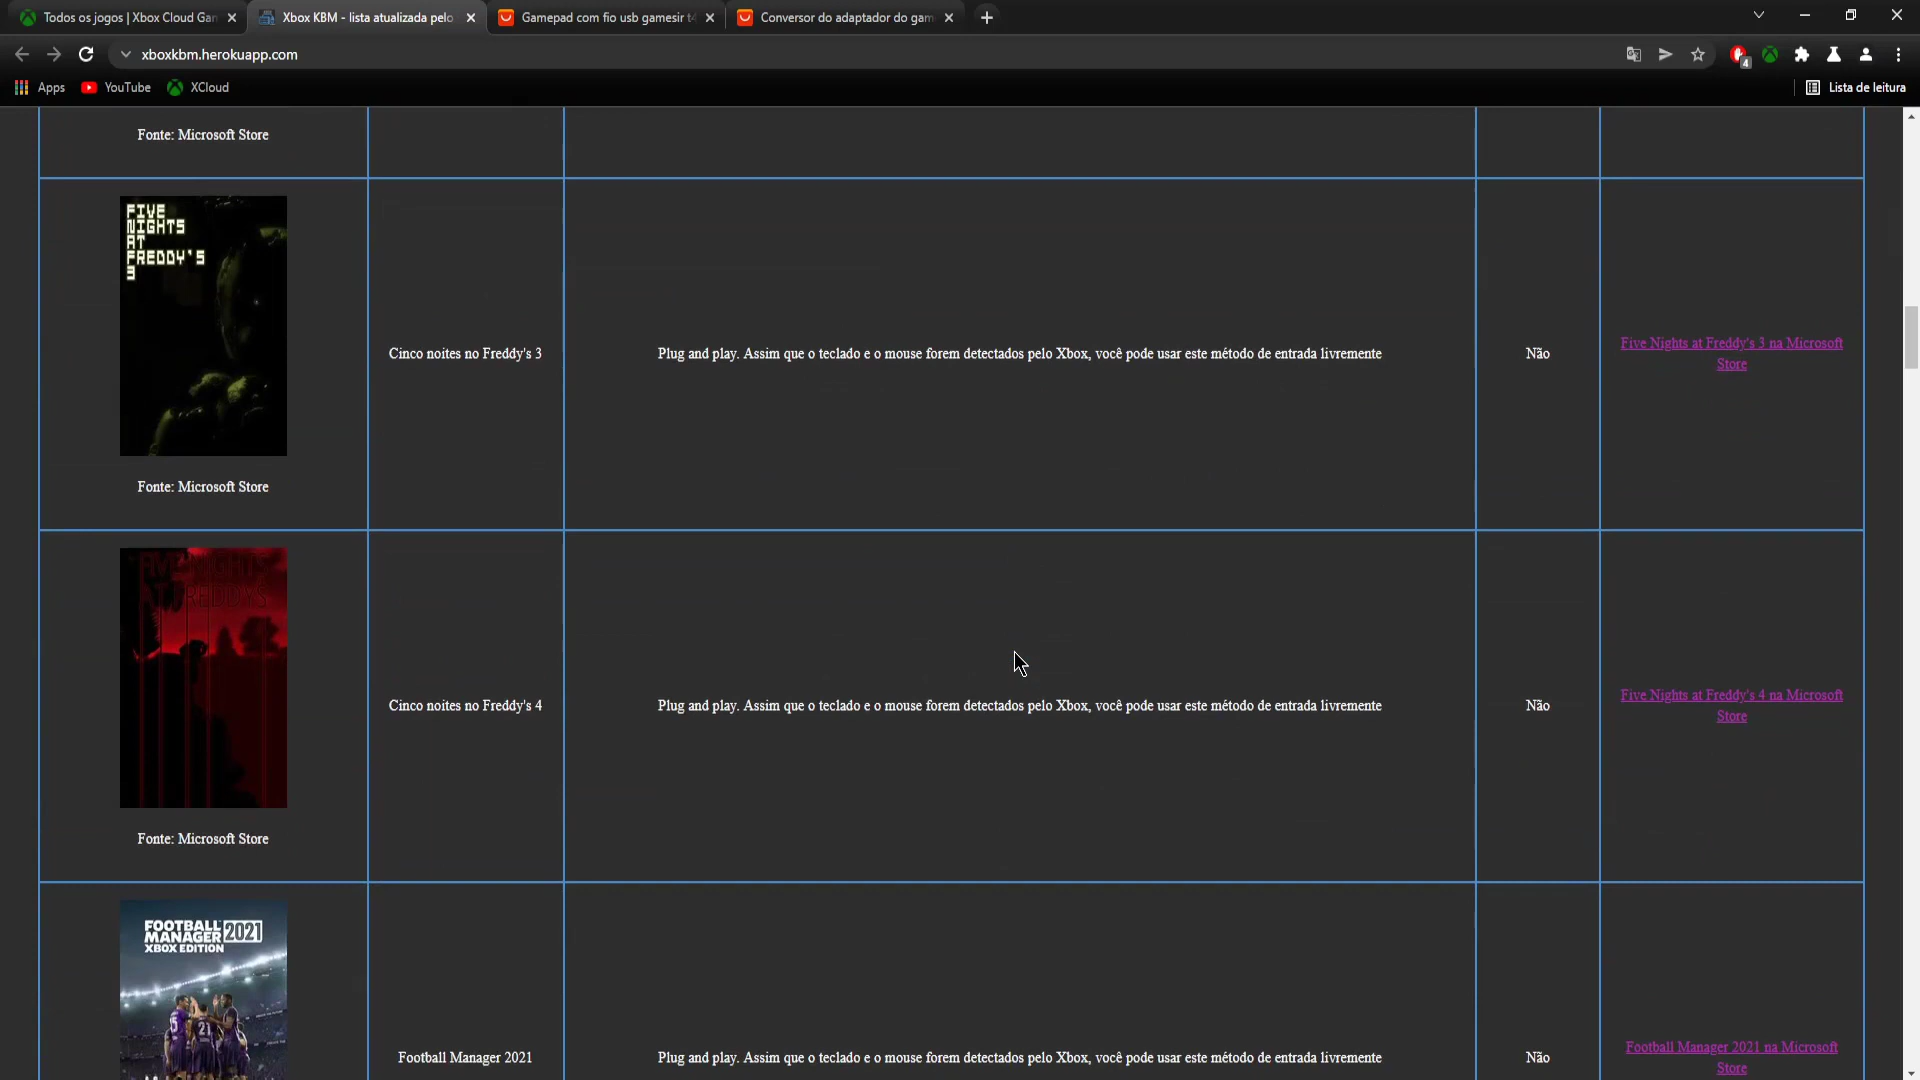 Todos os jogos | Xbox Cloud Gan
Xbox KBM - lista atualizada pelo
Gamepad com fio usb gamesir t4
Conversor do adaptador do gam
xboxkbm.herokuapp.com
4
Apps
YouTube
XCloud
Lista de leitura
Fonte: Microsoft Store
FIVE
NIGHTS
AT
FREDDY'S
3
Cinco noites no Freddy's 3
Plug and play. Assim que o teclado e o mouse forem detectados pelo Xbox, você pode usar este método de entrada livremente
Não
Five Nights at Freddy's 3 na Microsoft
Store
Fonte: Microsoft Store
FIVE NIGHTS
AT FREDDY'S
Cinco noites no Freddy's 4
Plug and play. Assim que o teclado e o mouse forem detectados pelo Xbox, você pode usar este método de entrada livremente
Não
Five Nights at Freddy's 4 na Microsoft
Store
Fonte: Microsoft Store
FOOTBALL
MANAGER 2021
XBOX EDITION
21
Football Manager 2021
Plug and play. Assim que o teclado e o mouse forem detectados pelo Xbox, você pode usar este método de entrada livremente
Não
Football Manager 2021 na Microsoft
Store